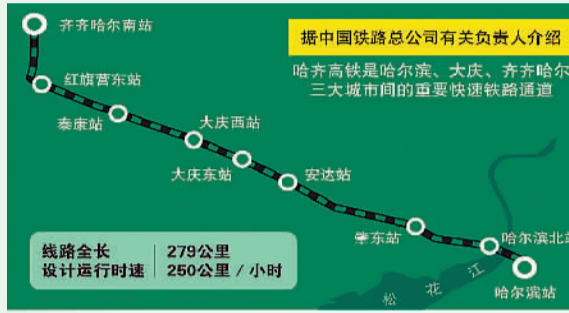 齐齐哈尔南站
据中国铁路总公司有关负责人介绍
哈齐高铁是哈尔滨、大庆、齐齐哈尔
三大城市间的重要快速铁路通道
红旗营东站
泰康站
大庆西站
大庆东站
安达站
肇东站
哈尔滨北站
哈尔滨站
松花江
线路全长 279公里
设计运行时速 250公里/小时